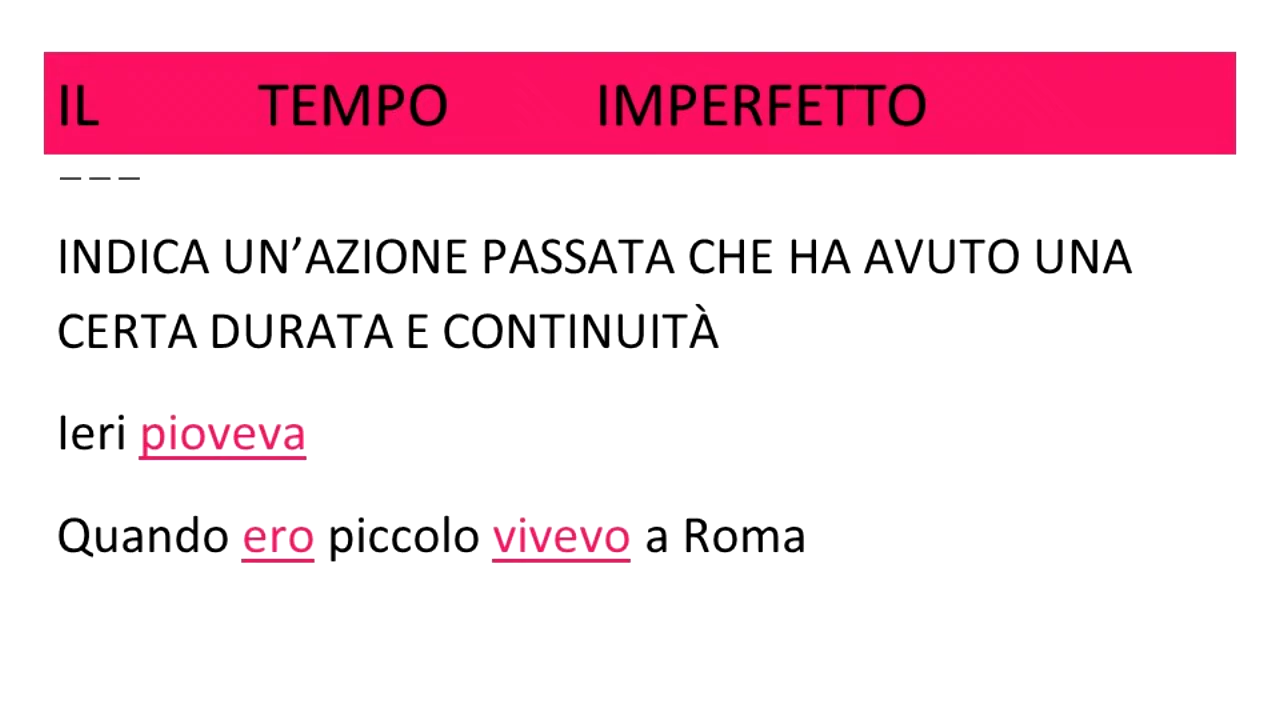 IL TEMPO IMPERFETTO
INDICA UN’AZIONE PASSATA CHE HA AVUTO UNA
CERTA DURATA E CONTINUITÀ
Ieri pioveva
Quando ero piccolo vivevo a Roma